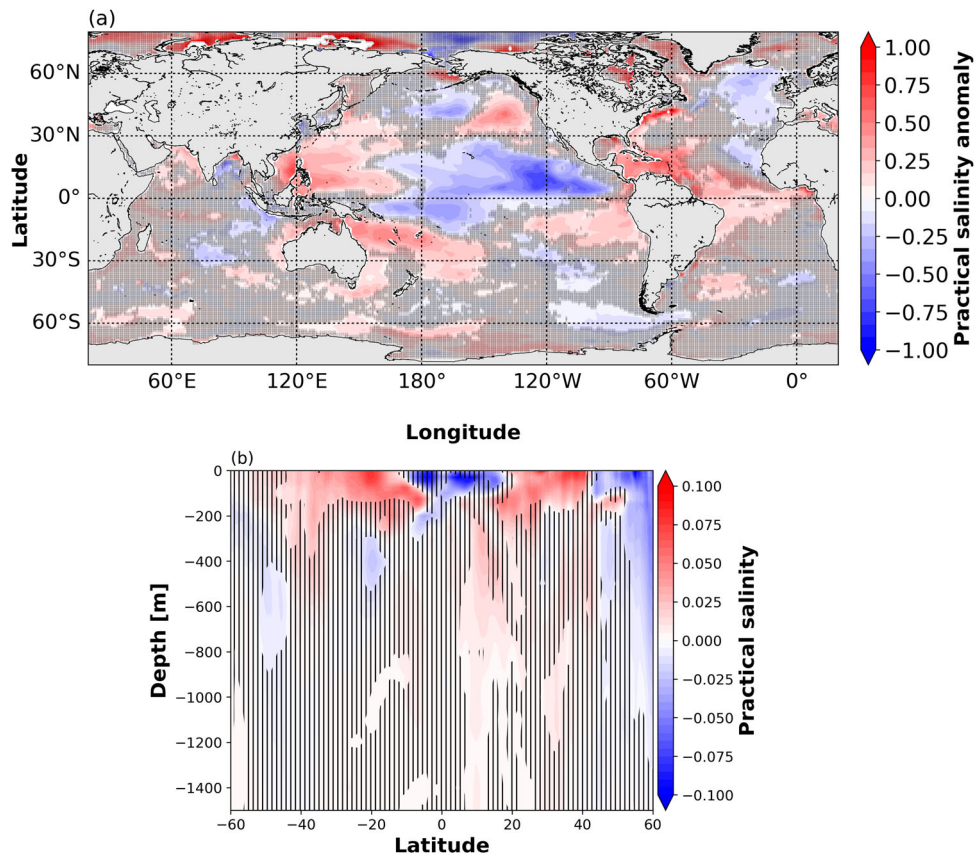 (a)
60°N
30°N
0°
30°S
60°S
Latitude
60°E 120°E 180° 120°W 60°W 0°
Longitude
1.00
0.75
0.50
0.25
0.00
−0.25
−0.50
−0.75
−1.00
Practical salinity anomaly
(b)
0
−200
−400
−600
−800
−1000
−1200
−1400
Depth [m]
−60 −40 −20 0 20 40 60
Latitude
0.100
0.075
0.050
0.025
0.000
−0.025
−0.050
−0.075
−0.100
Practical salinity